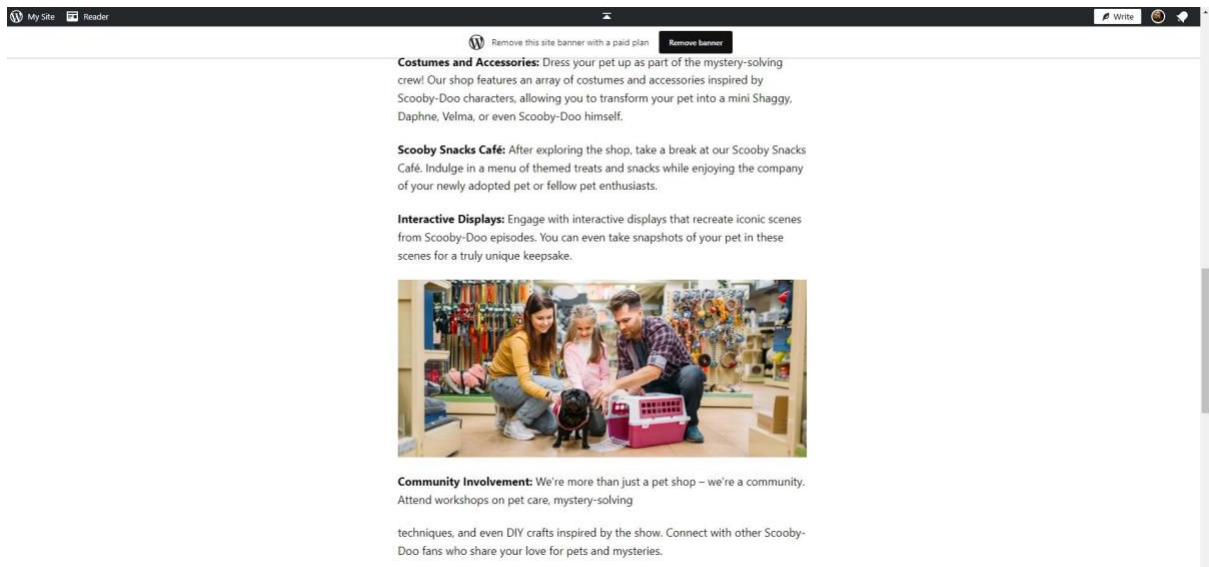 My Site Reader Write
Remove this site banner with a paid plan Remove banner
Costumes and Accessories: Dress your pet up as part of the mystery-solving
crew! Our shop features an array of costumes and accessories inspired by
Scooby-Doo characters, allowing you to transform your pet into a mini Shaggy,
Daphne, Velma, or even Scooby-Doo himself.
Scooby Snacks Café: After exploring the shop, take a break at our Scooby Snacks
Café. Indulge in a menu of themed treats and snacks while enjoying the company
of your newly adopted pet or fellow pet enthusiasts.
Interactive Displays: Engage with interactive displays that recreate iconic scenes
from Scooby-Doo episodes. You can even take snapshots of your pet in these
scenes for a truly unique keepsake.
Community Involvement: We're more than just a pet shop – we're a community.
Attend workshops on pet care, mystery-solving
techniques, and even DIY crafts inspired by the show. Connect with other Scooby-
Doo fans who share your love for pets and mysteries.